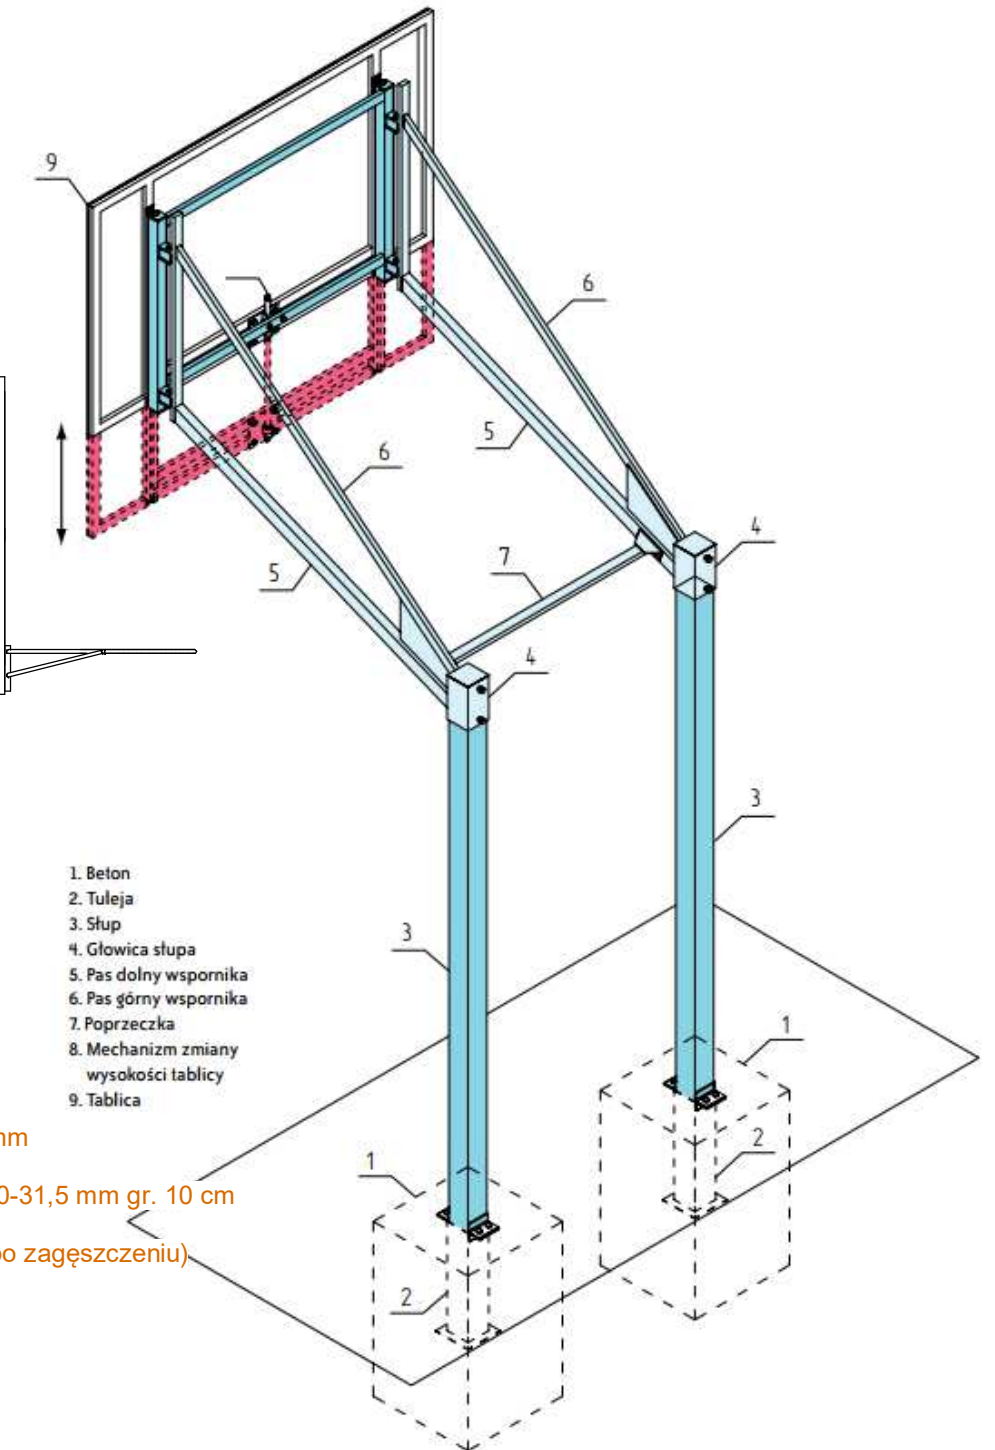 9
6
5
6
4
5
7
4
3
3
1. Beton
2. Tuleja
3. Słup
4. Głowica słupa
5. Pas dolny wspornika
6. Pas górny wspornika
7. Poprzeczka
8. Mechanizm zmiany
wysokości tablicy
9. Tablica
1
mm
2
1
0-31,5 mm gr. 10 cm
po zagęszczeniu)
2